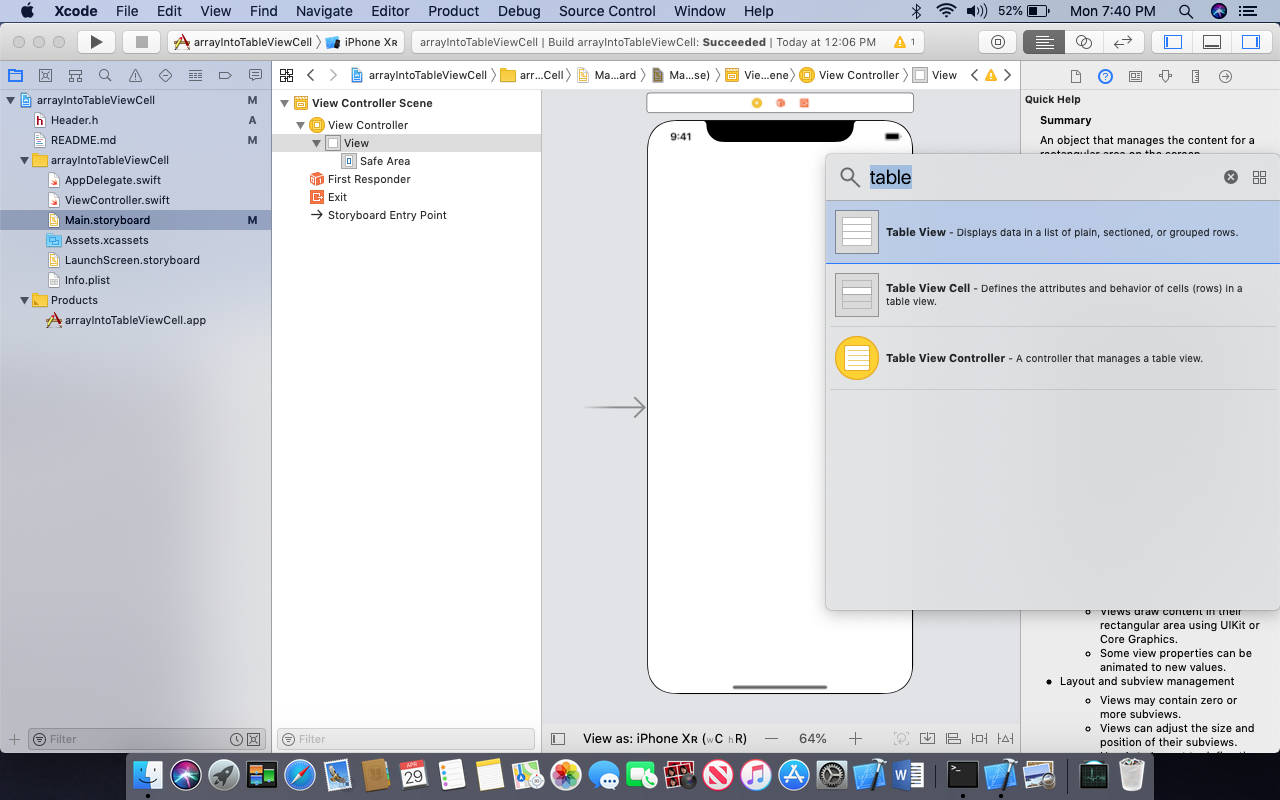 Xcode File Edit View Find Navigate Editor Product Debug Source Control Window Help 52% Mon 7:40 PM
arrayIntoTableViewCell iPhone XR arrayIntoTableViewCell | Build arrayIntoTableViewCell: Succeeded | Today at 12:06 PM 1
arrayIntoTableViewCell arr...Cell) Ma...ard Ma...se) Vie...ene) View Controller View
arrayIntoTableViewCell M
Header.h A
README.md M
arrayIntoTableViewCell
AppDelegate.swift
ViewController.swift
Main.storyboard M
Assets.xcassets
LaunchScreen.storyboard
Info.plist
Products
arrayIntoTableViewCell.app
Filter
View Controller Scene
View Controller
View
Safe Area
First Responder
Exit
Storyboard Entry Point
Filter
9:41
View as: iPhone XR (wC hR) 64%
Quick Help
Summary
An object that manages the content for a
rectangular area on the screen.
table
Table View - Displays data in a list of plain, sectioned, or grouped rows.
Table View Cell - Defines the attributes and behavior of cells (rows) in a
table view.
Table View Controller - A controller that manages a table view.
Views draw content in their
rectangular area using UIKit or
Core Graphics.
Some view properties can be
animated to new values.
Layout and subview management
Views may contain zero or
more subviews.
Views can adjust the size and
position of their subviews.
APR
29